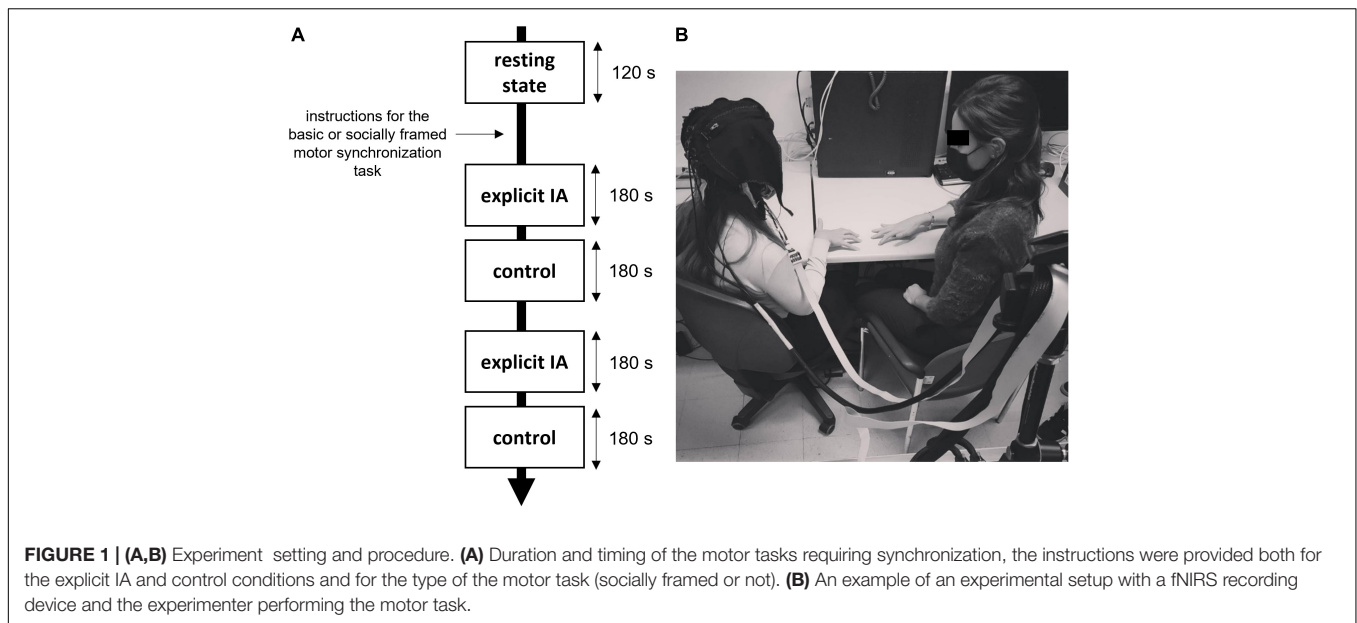 A
B
resting
state
120 s
instructions for the
basic or socially framed
motor synchronization
task
explicit IA
180 s
control
180 s
explicit IA
180 s
control
180 s
FIGURE 1 | (A,B) Experiment setting and procedure. (A) Duration and timing of the motor tasks requiring synchronization, the instructions were provided both for
the explicit IA and control conditions and for the type of the motor task (socially framed or not). (B) An example of an experimental setup with a fNIRS recording
device and the experimenter performing the motor task.